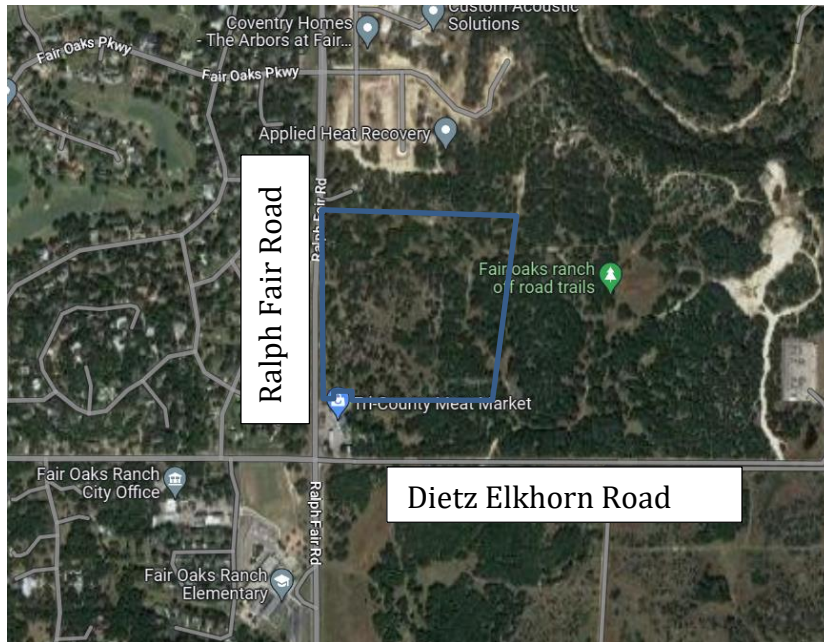 Custom Acoustic
Solutions
Coventry Homes
- The Arbors at Fair...
Fair Oaks Pkwy
Fair Oaks Pkwy
Applied Heat Recovery
Ralph Fair Rd
Ralph Fair Road
Fair oaks ranch
off road trails
Tri-County Meat Market
Fair Oaks Ranch
City Office
Dietz Elkhorn Road
Ralph Fair Rd
Fair Oaks Ranch
Elementary